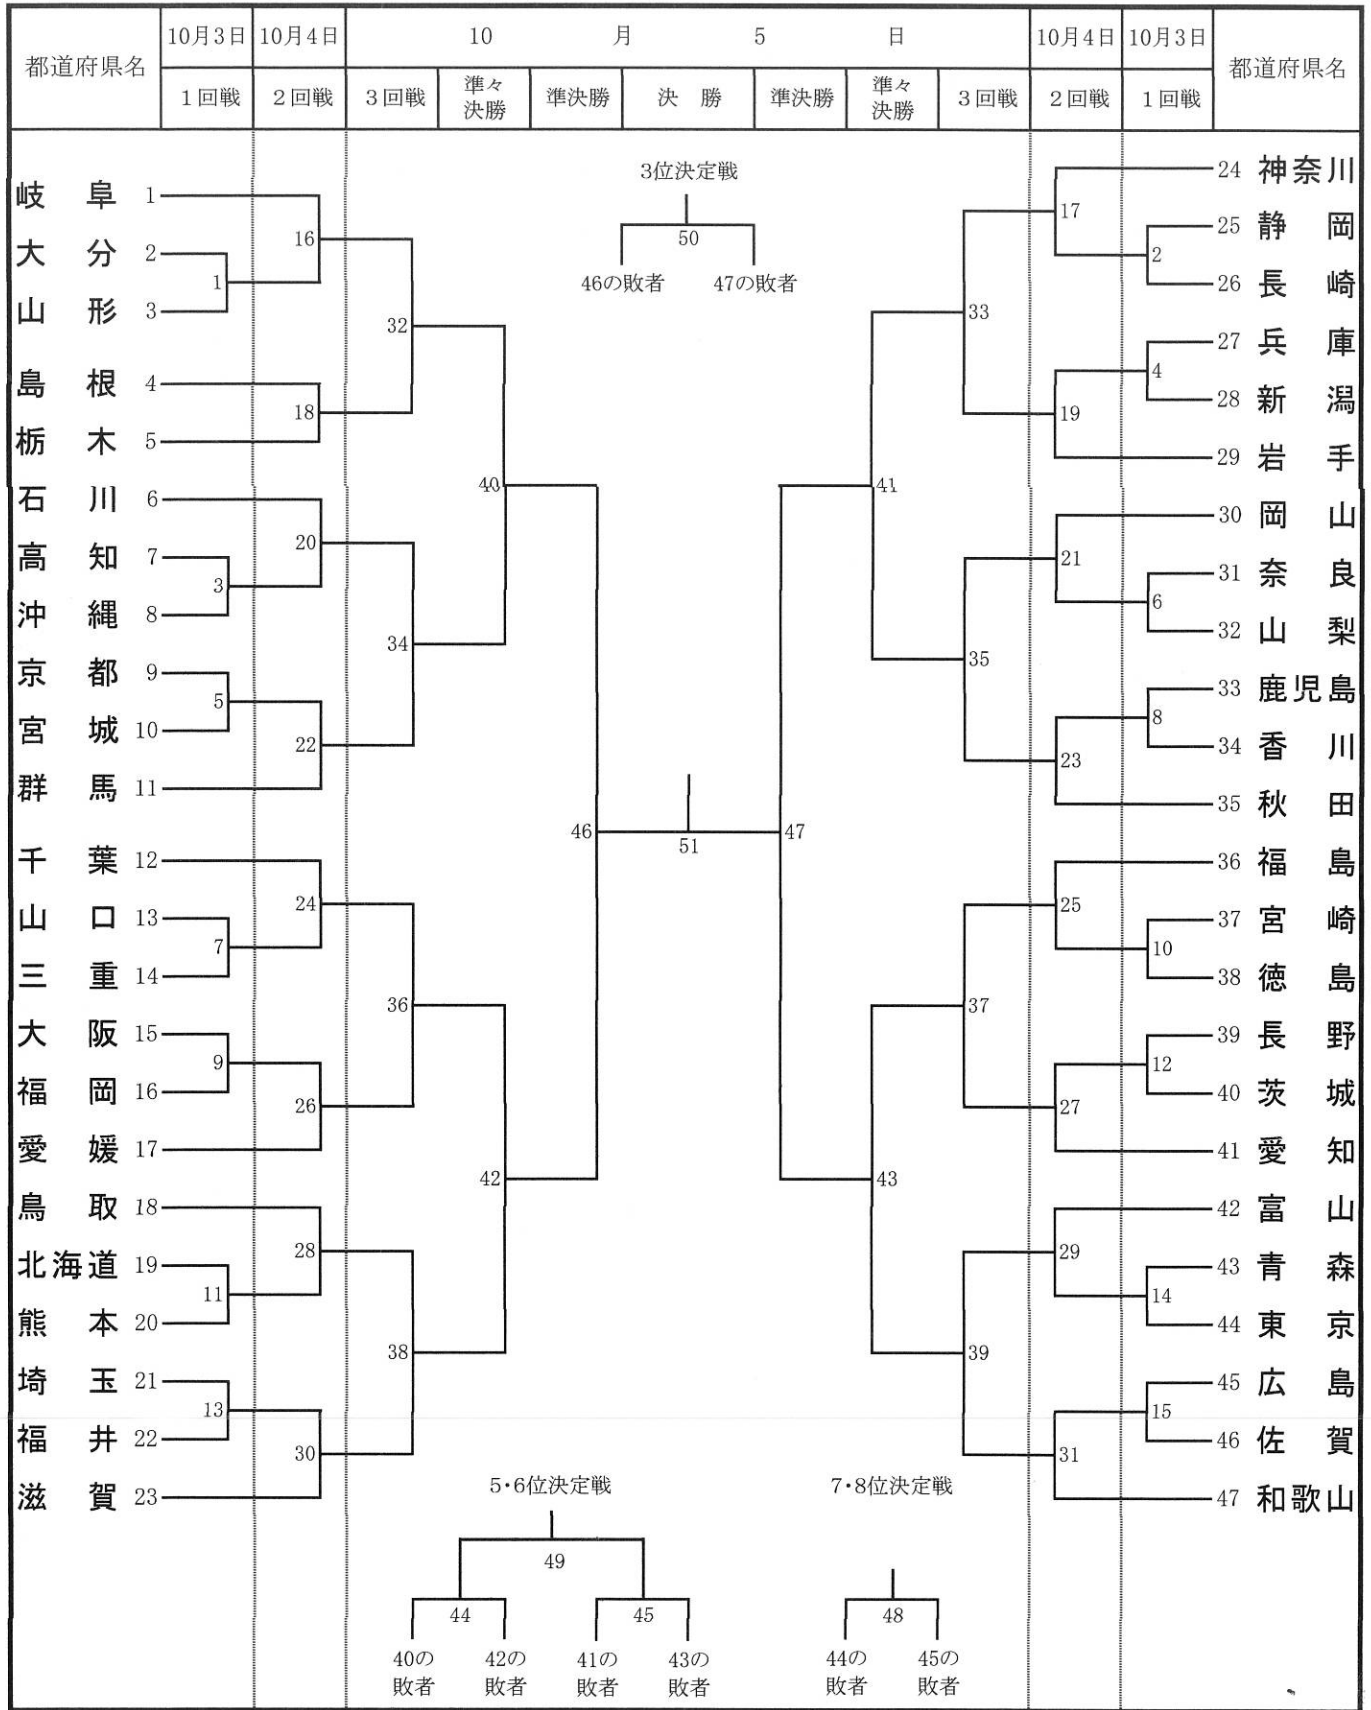 都道府県名 10月3日 10月4日 10 月 5 日 10月4日 10月3日 都道府県名
1回戦 2回戦 3回戦 準々決勝 準決勝 決 勝 準決勝 準々決勝 3回戦 2回戦 1回戦
3位決定戦
50
46の敗者 47の敗者
岐 阜 1
大 分 2
山 形 3
島 根 4
栃 木 5
石 川 6
高 知 7
沖 縄 8
京 都 9
宮 城 10
群 馬 11
千 葉 12
山 口 13
三 重 14
大 阪 15
福 岡 16
愛 媛 17
鳥 取 18
北海道 19
熊 本 20
埼 玉 21
福 井 22
滋 賀 23
1
3
5
7
9
11
13
16
18
20
22
24
26
28
30
32
34
36
38
40
42
46
51
47
41
43
33
35
37
39
17
19
21
23
25
27
29
31
2
4
6
8
10
12
14
15
24 神奈川
25 静 岡
26 長 崎
27 兵 庫
28 新 潟
29 岩 手
30 岡 山
31 奈 良
32 山 梨
33 鹿児島
34 香 川
35 秋 田
36 福 島
37 宮 崎
38 徳 島
39 長 野
40 茨 城
41 愛 知
42 富 山
43 青 森
44 東 京
45 広 島
46 佐 賀
47 和歌山
5・6位決定戦
49
44 45
40の敗者 42の敗者 41の敗者 43の敗者
7・8位決定戦
48
44の敗者 45の敗者